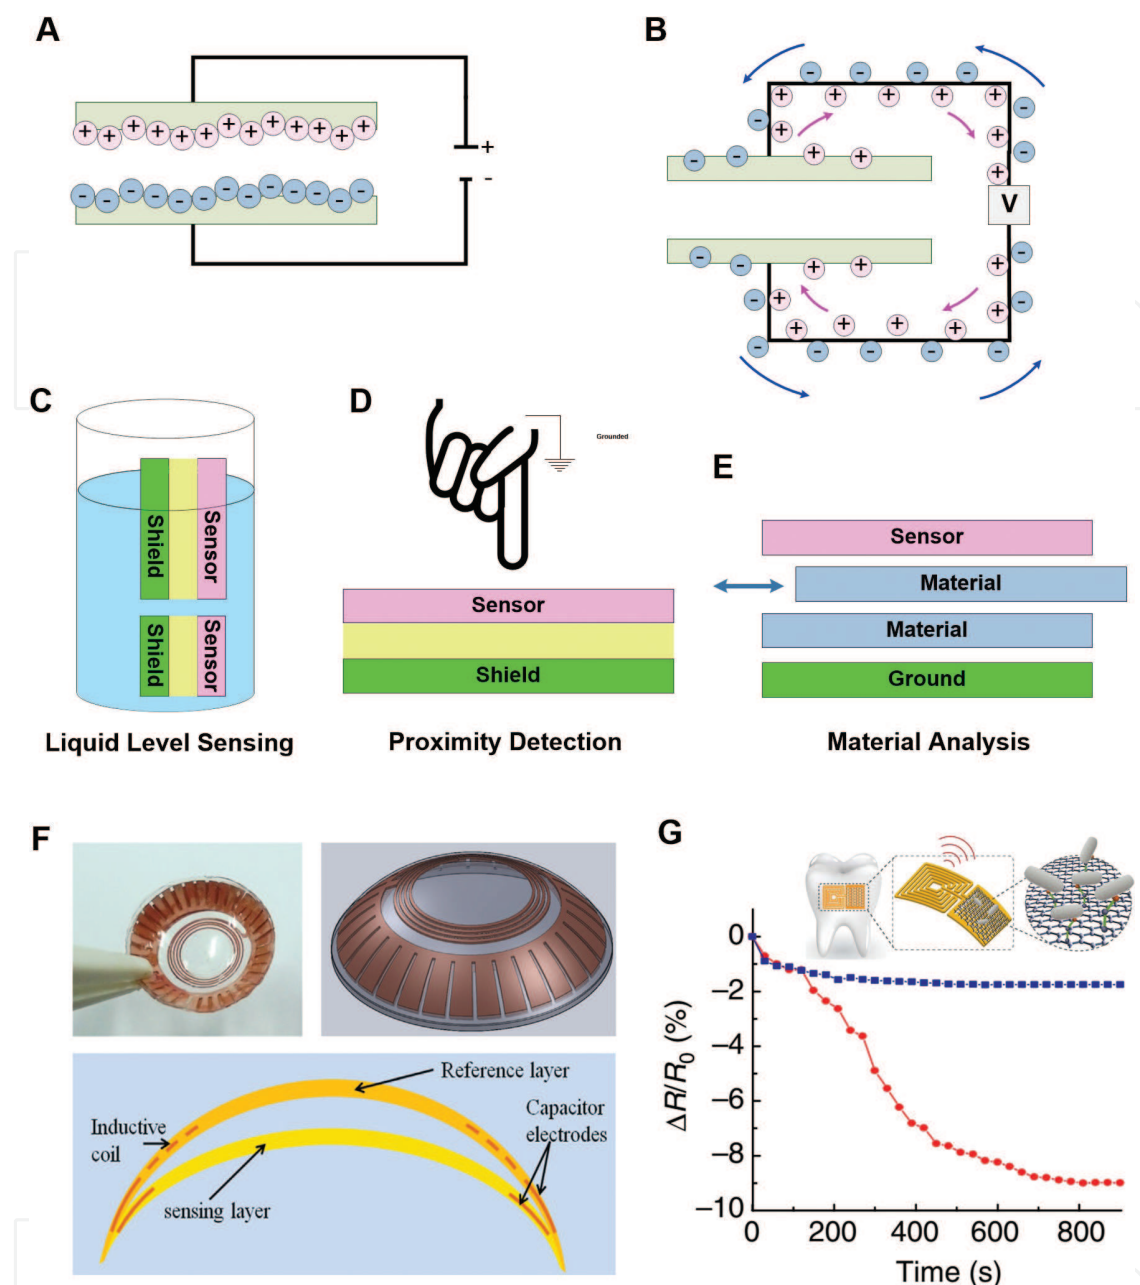 A
+ + + + + + + + + + + +
+
-
- - - - - - - - - - - -
B
- - - -
+ + + + +
-
- + +
- - + + - +
V
- - + + + -
- + + -
+ + + + +
- - - - -
C
Shield
Sensor
Shield
Sensor
Liquid Level Sensing
D
Grounded
Sensor
Shield
Proximity Detection
E
Sensor
Material
Material
Ground
Material Analysis
F
Reference layer
Inductive
coil
Capacitor
electrodes
sensing layer
G
0
−2
−4
−6
−8
−10
ΔR/R0 (%)
0 200 400 600 800
Time (s)